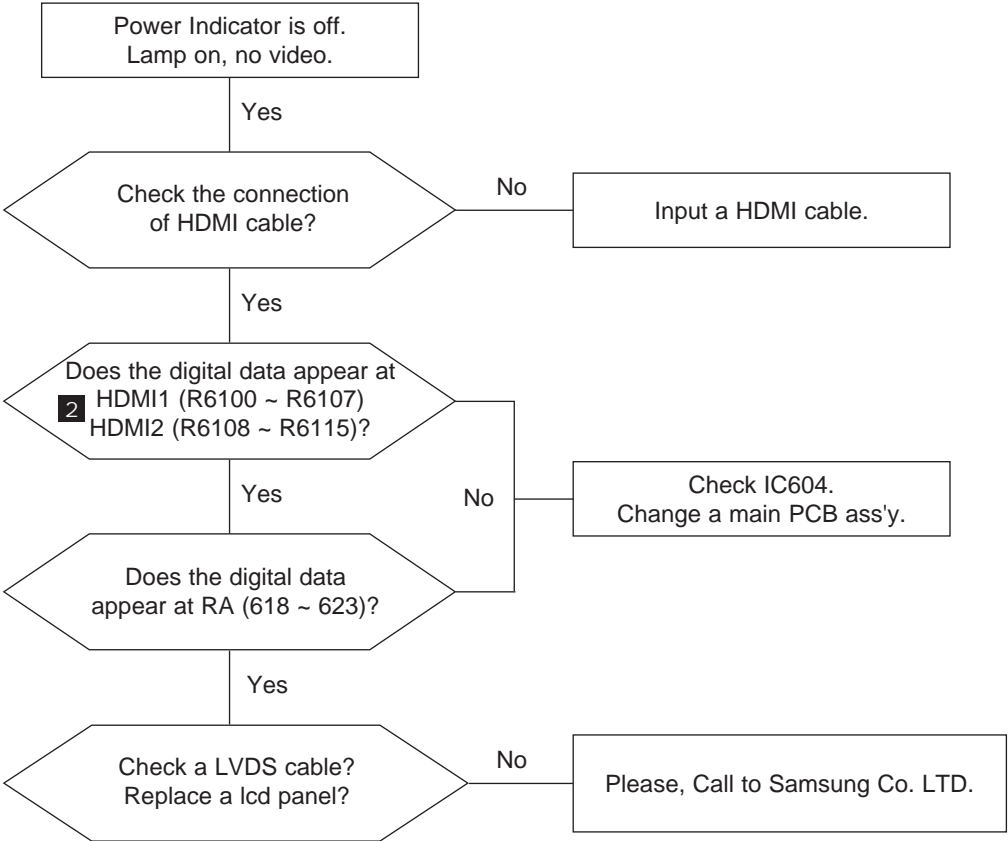 Power Indicator is off.
Lamp on, no video.
Yes
Check the connection
of HDMI cable?
No
Input a HDMI cable.
Yes
Does the digital data appear at
2 HDMI1 (R6100 ~ R6107)
HDMI2 (R6108 ~ R6115)?
Yes
No
Check IC604.
Change a main PCB ass'y.
Does the digital data
appear at RA (618 ~ 623)?
Yes
Check a LVDS cable?
Replace a lcd panel?
No
Please, Call to Samsung Co. LTD.